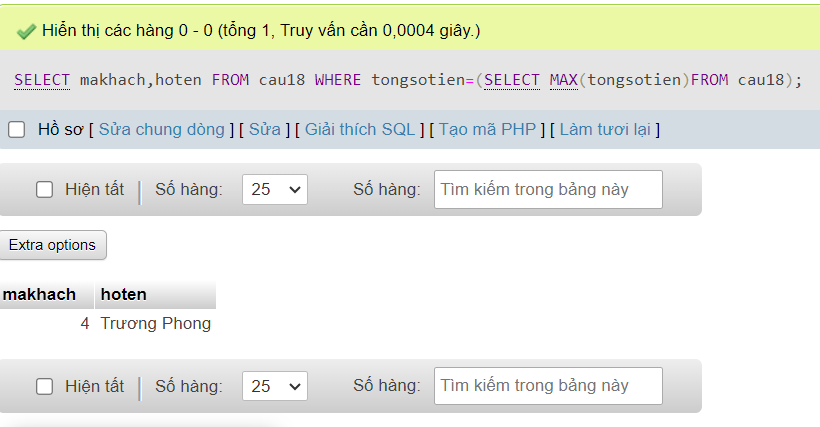 Hiển thị các hàng 0 - 0 (tổng 1, Truy vấn cần 0,0004 giây.)
SELECT makhach,hoten FROM cau18 WHERE tongsotien=(SELECT MAX(tongsotien)FROM cau18);
Hồ sơ [ Sửa chung dòng ] [ Sửa ] [ Giải thích SQL ] [ Tạo mã PHP ] [ Làm tươi lại ]
Hiện tất | Số hàng: 25 Số hàng: Tìm kiếm trong bảng này
Extra options
makhach hoten
4 Trương Phong
Hiện tất | Số hàng: 25 Số hàng: Tìm kiếm trong bảng này